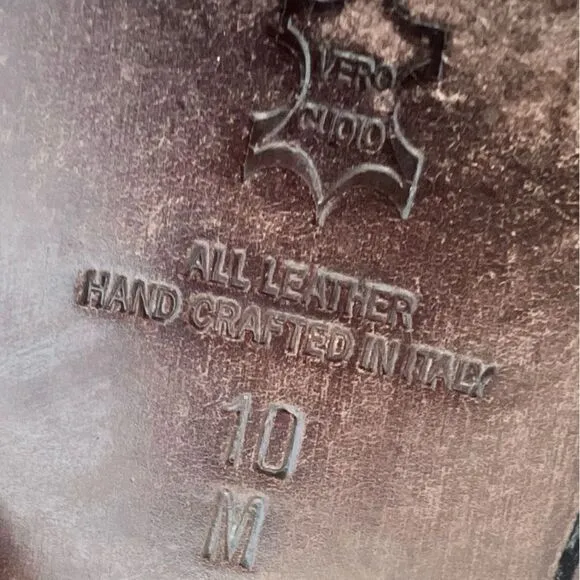 VERO
CUOIO
ALL LEATHER
HAND CRAFTED IN ITALY
10
M